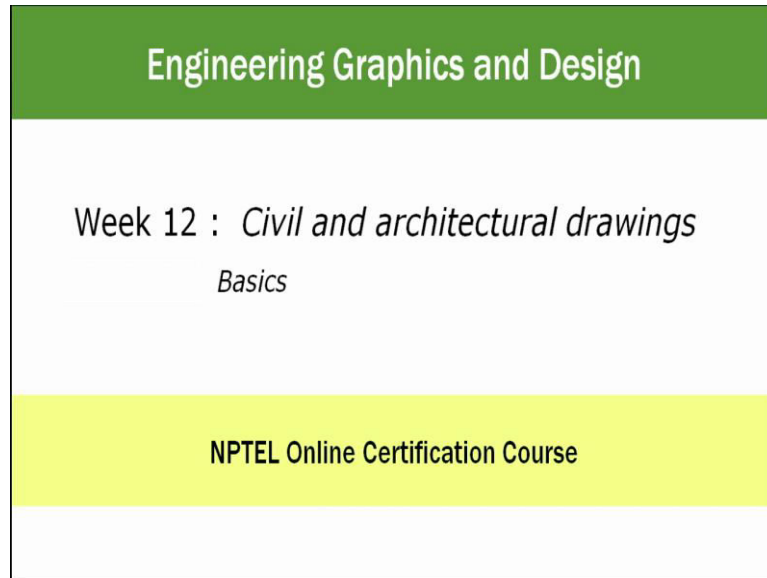 Engineering Graphics and Design
Week 12 : Civil and architectural drawings
Basics
NPTEL Online Certification Course